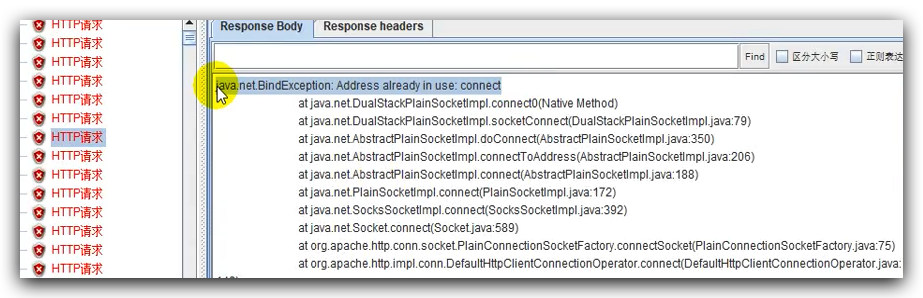 Response Body Response headers
Find 区分大小写 正则表达
HTTP请求
HTTP请求
HTTP请求
HTTP请求
HTTP请求
HTTP请求
HTTP请求
HTTP请求
HTTP请求
HTTP请求
HTTP请求
HTTP请求
HTTP请求
HTTP请求
java.net.BindException: Address already in use: connect
at java.net.DualStackPlainSocketImpl.connect0(Native Method)
at java.net.DualStackPlainSocketImpl.socketConnect(DualStackPlainSocketImpl.java:79)
at java.net.AbstractPlainSocketImpl.doConnect(AbstractPlainSocketImpl.java:350)
at java.net.AbstractPlainSocketImpl.connectToAddress(AbstractPlainSocketImpl.java:206)
at java.net.AbstractPlainSocketImpl.connect(AbstractPlainSocketImpl.java:188)
at java.net.PlainSocketImpl.connect(PlainSocketImpl.java:172)
at java.net.SocksSocketImpl.connect(SocksSocketImpl.java:392)
at java.net.Socket.connect(Socket.java:589)
at org.apache.http.conn.socket.PlainConnectionSocketFactory.connectSocket(PlainConnectionSocketFactory.java:75)
at org.apache.http.impl.conn.DefaultHttpClientConnectionOperator.connect(DefaultHttpClientConnectionOperator.java: